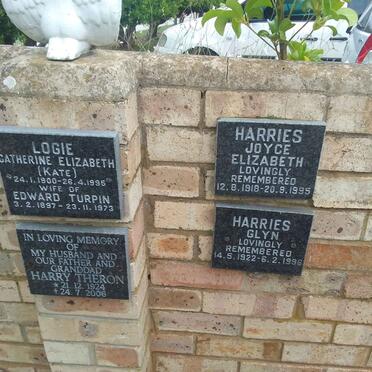 LOGIE
CATHERINE ELIZABETH
(KATE)
24.1.1900 - 26.4.1995
WIFE OF
EDWARD TURPIN
3.2.1897 - 23.11.1973
IN LOVING MEMORY
OF
MY HUSBAND AND
OUR FATHER AND
GRANDDAD
HARRY THERON
* 21.12.1924
+ 24.7.2006
HARRIES
JOYCE
ELIZABETH
LOVINGLY
REMEMBERED
12.8.1918-20.9.1995
HARRIES
GLYN
LOVINGLY
REMEMBERED
14.5.1922-6.2.1996